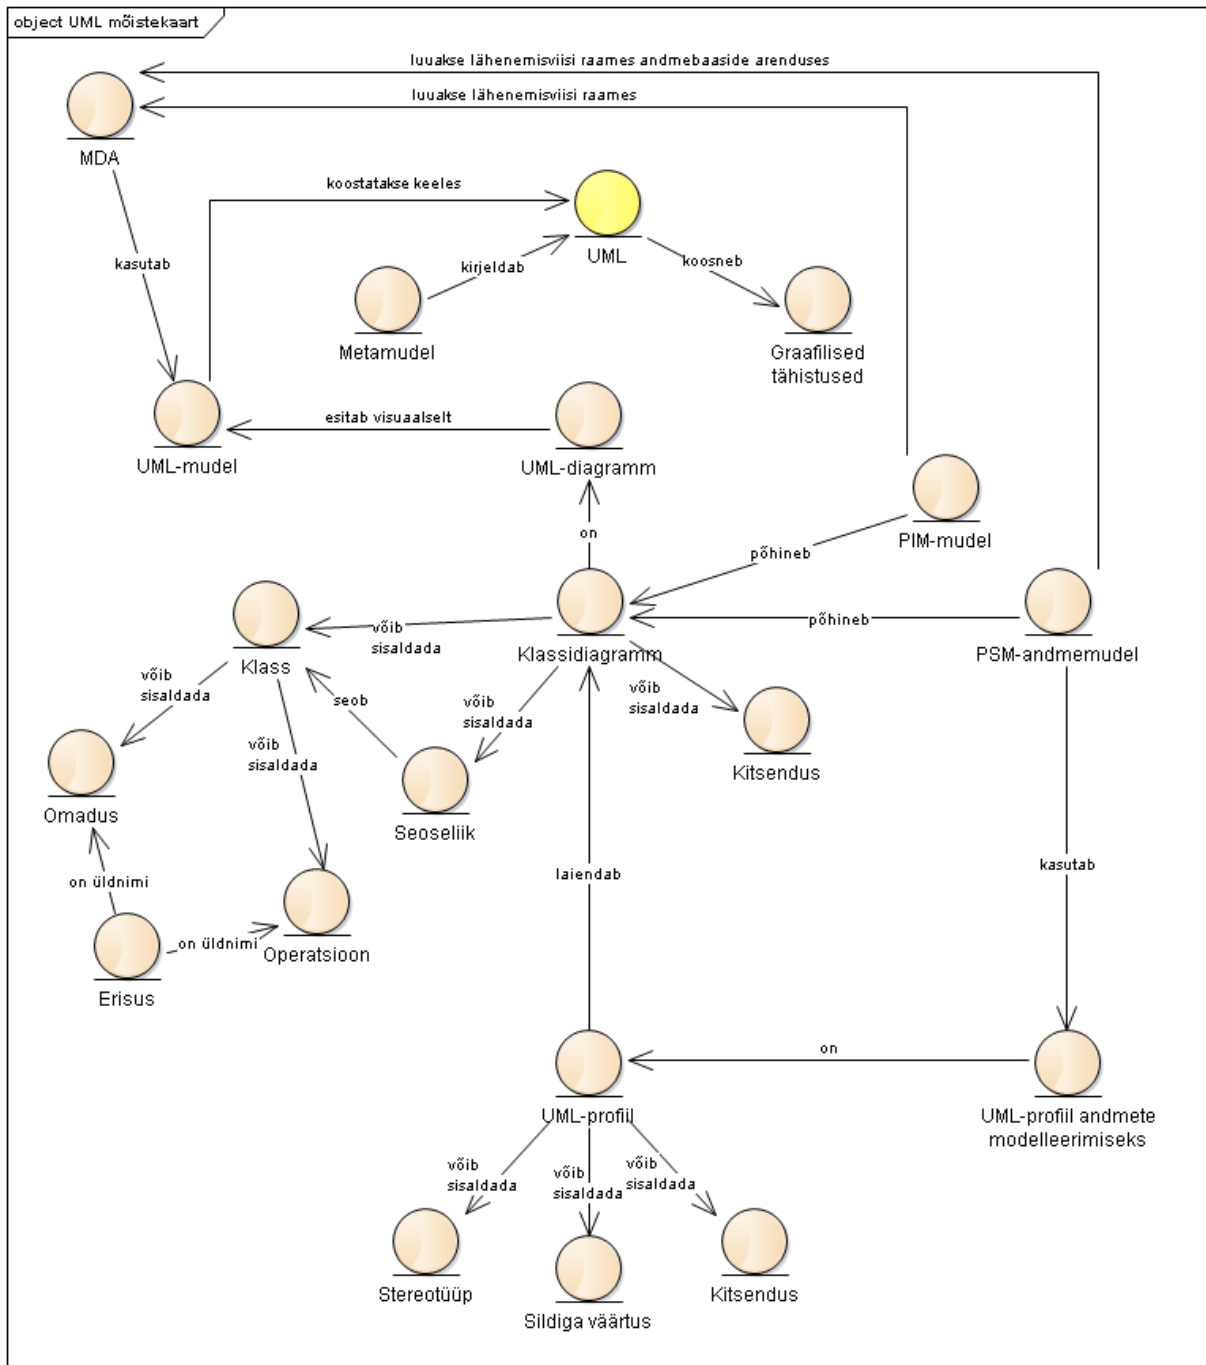 object UML mõistekaart
luuakse lähenemisviisi raames andmebaaside arenduses
luuakse lähenemisviisi raames
MDA
koostatakse keeles
UML
kasutab
kirjeldab
koosneb
Metamudel
Graafilised
tähistused
esitab visuaalselt
UML-mudel
UML-diagramm
on
PIM-mudel
põhineb
põhineb
võib
sisaldada
Klass
Klassidiagramm
PSM-andmemudel
võib
sisaldada
seob
võib
sisaldada
võib
sisaldada
võib
sisaldada
Kitsendus
Omadus
Seoseliik
laiendab
kasutab
on üldnimi
on üldnimi
Operatsioon
Erisus
on
UML-profiil
UML-profiil andmete
modelleerimiseks
võib
sisaldada
võib
sisaldada
võib
sisaldada
Stereotüüp
Sildiga väärtus
Kitsendus